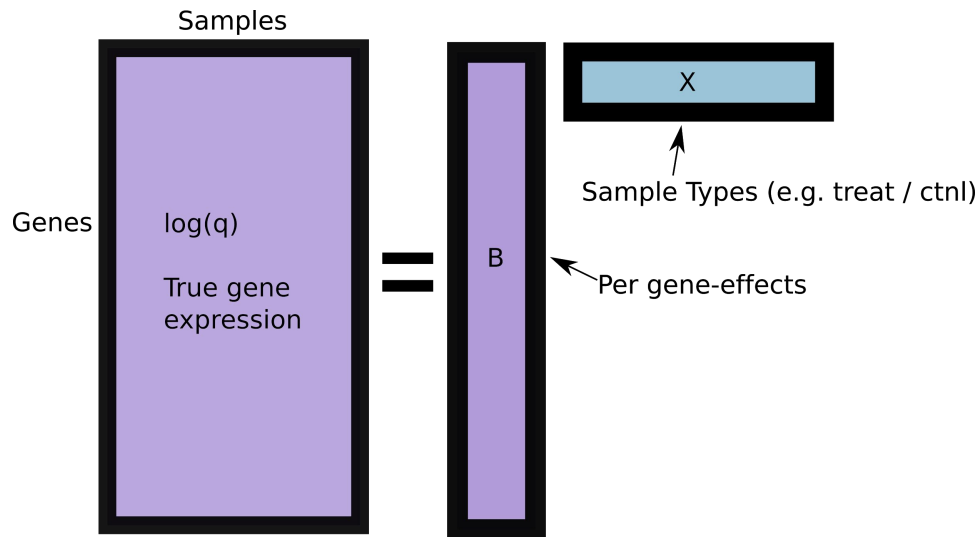 Samples
X
Sample Types (e.g. treat / ctnl)
Genes
log(q)
True gene
expression
B
Per gene-effects